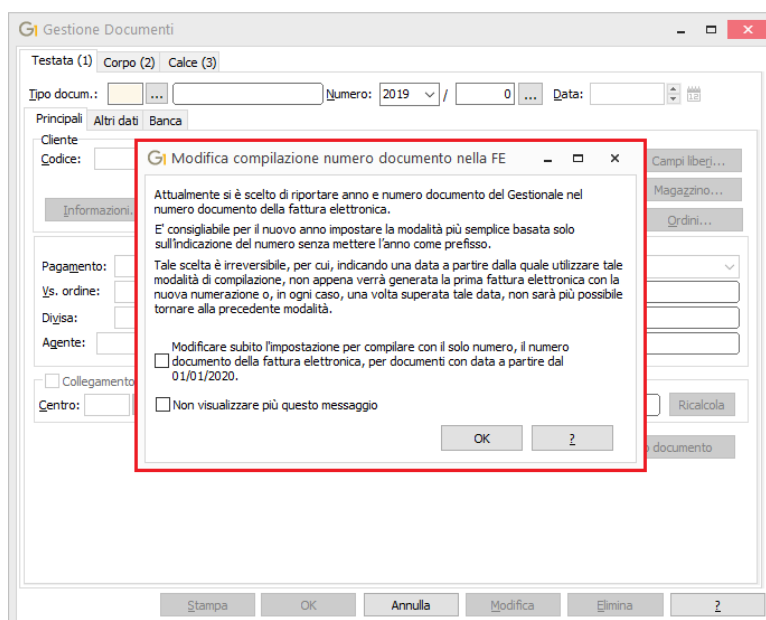 Gestione Documenti
Testata (1) Corpo (2) Calce (3)
Tipo docum.: ... Numero: 2019 / 0 ... Data:
Principali Altri dati Banca
Cliente
Codice:
Campi liberi...
Magazzino...
Informazioni.
Ordini...
Pagamento:
Vs. ordine:
Divisa:
Agente:
Collegamento
Centro:
Ricalcola
documento
Modifica compilazione numero documento nella FE
Attualmente si è scelto di riportare anno e numero documento del Gestionale nel
numero documento della fattura elettronica.
E' consigliabile per il nuovo anno impostare la modalità più semplice basata solo
sull'indicazione del numero senza mettere l'anno come prefisso.
Tale scelta è irreversibile, per cui, indicando una data a partire dalla quale utilizzare tale
modalità di compilazione, non appena verrà generata la prima fattura elettronica con la
nuova numerazione o, in ogni caso, una volta superata tale data, non sarà più possibile
tornare alla precedente modalità.
Modificare subito l'impostazione per compilare con il solo numero, il numero
documento della fattura elettronica, per documenti con data a partire dal
01/01/2020.
Non visualizzare più questo messaggio
OK ?
Stampa OK Annulla Modifica Elimina ?